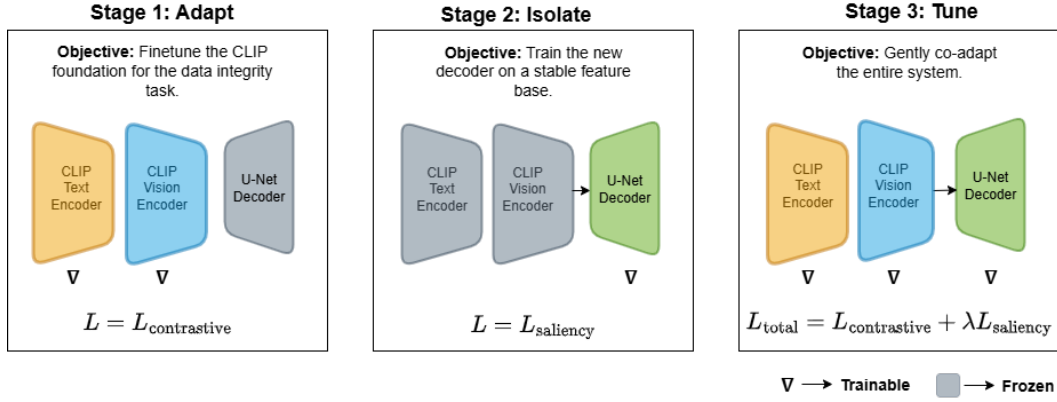 Stage 1: Adapt
Objective: Finetune the CLIP
foundation for the data integrity
task.
CLIP
Text
Encoder
CLIP
Vision
Encoder
U-Net
Decoder
∇
∇
L = L_contrastive
Stage 2: Isolate
Objective: Train the new
decoder on a stable feature
base.
CLIP
Text
Encoder
CLIP
Vision
Encoder
U-Net
Decoder
∇
L = L_saliency
Stage 3: Tune
Objective: Gently co-adapt
the entire system.
CLIP
Text
Encoder
CLIP
Vision
Encoder
U-Net
Decoder
∇
∇
∇
L_total = L_contrastive + λL_saliency
∇ → Trainable
→ Frozen